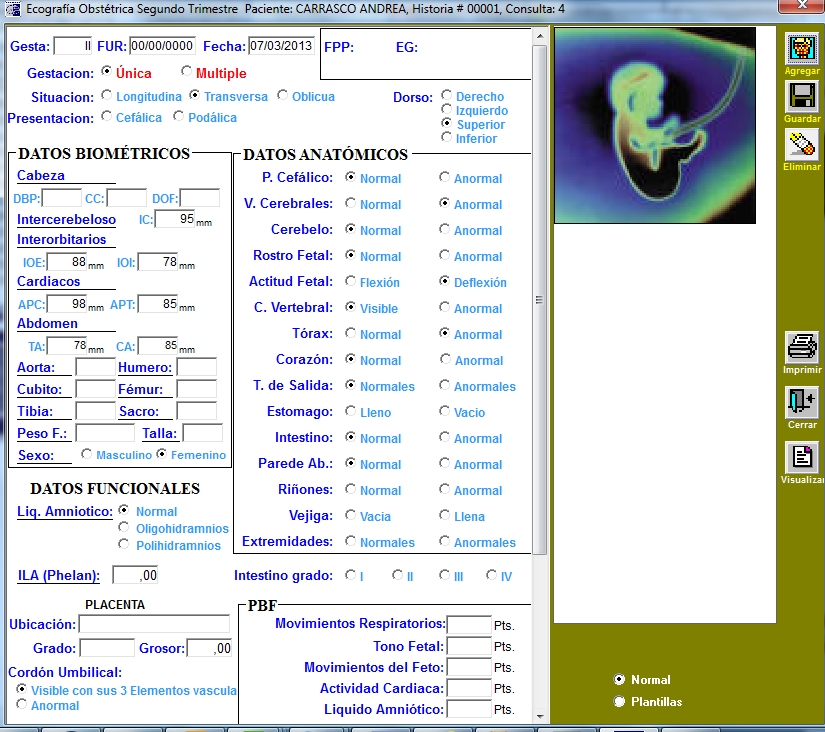 Ecografía Obstétrica Segundo Trimestre Paciente: CARRASCO ANDREA, Historia # 00001, Consulta: 4
Gesta: II FUR: 00/00/0000 Fecha: 07/03/2013 FPP: EG:
Gestacion: Única Multiple
Situacion: Longitudina Transversa Oblicua
Presentacion: Cefálica Podálica
Dorso: Derecho
Izquierdo
Superior
Inferior
DATOS BIOMÉTRICOS
Cabeza
DBP: CC: DOF:
Intercerebeloso IC: 95 mm
Interorbitarios
IOE: 88 mm IOI: 78 mm
Cardiacos
APC: 98 mm APT: 85 mm
Abdomen
TA: 78 mm CA: 85 mm
Aorta: Humero:
Cubito: Fémur:
Tibia: Sacro:
Peso F.: Talla:
Sexo: Masculino Femenino
DATOS FUNCIONALES
Liq. Amniotico: Normal
Oligohidramnios
Polihidramnios
ILA (Phelan): ,00
PLACENTA
Ubicación:
Grado: Grosor: ,00
Cordón Umbilical:
Visible con sus 3 Elementos vascula
Anormal
DATOS ANATÓMICOS
P. Cefálico: Normal Anormal
V. Cerebrales: Normal Anormal
Cerebelo: Normal Anormal
Rostro Fetal: Normal Anormal
Actitud Fetal: Flexión Deflexión
C. Vertebral: Visible Anormal
Tórax: Normal Anormal
Corazón: Normal Anormal
T. de Salida: Normales Anormales
Estomago: Lleno Vacio
Intestino: Normal Anormal
Parede Ab.: Normal Anormal
Riñones: Normal Anormal
Vejiga: Vacia Llena
Extremidades: Normales Anormales
Intestino grado: I II III IV
PBF
Movimientos Respiratorios: Pts.
Tono Fetal: Pts.
Movimientos del Feto: Pts.
Actividad Cardiaca: Pts.
Liquido Amniótico: Pts.
Agregar
Guardar
Eliminar
Imprimir
Cerrar
Visualizar
Normal
Plantillas